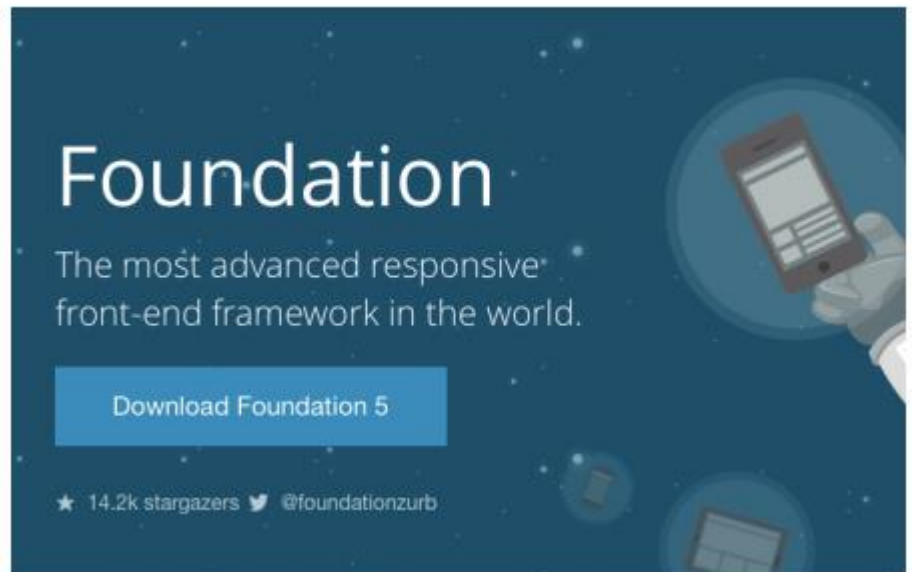 Foundation
The most advanced responsive
front-end framework in the world.
Download Foundation 5
14.2k stargazers @foundationzurb